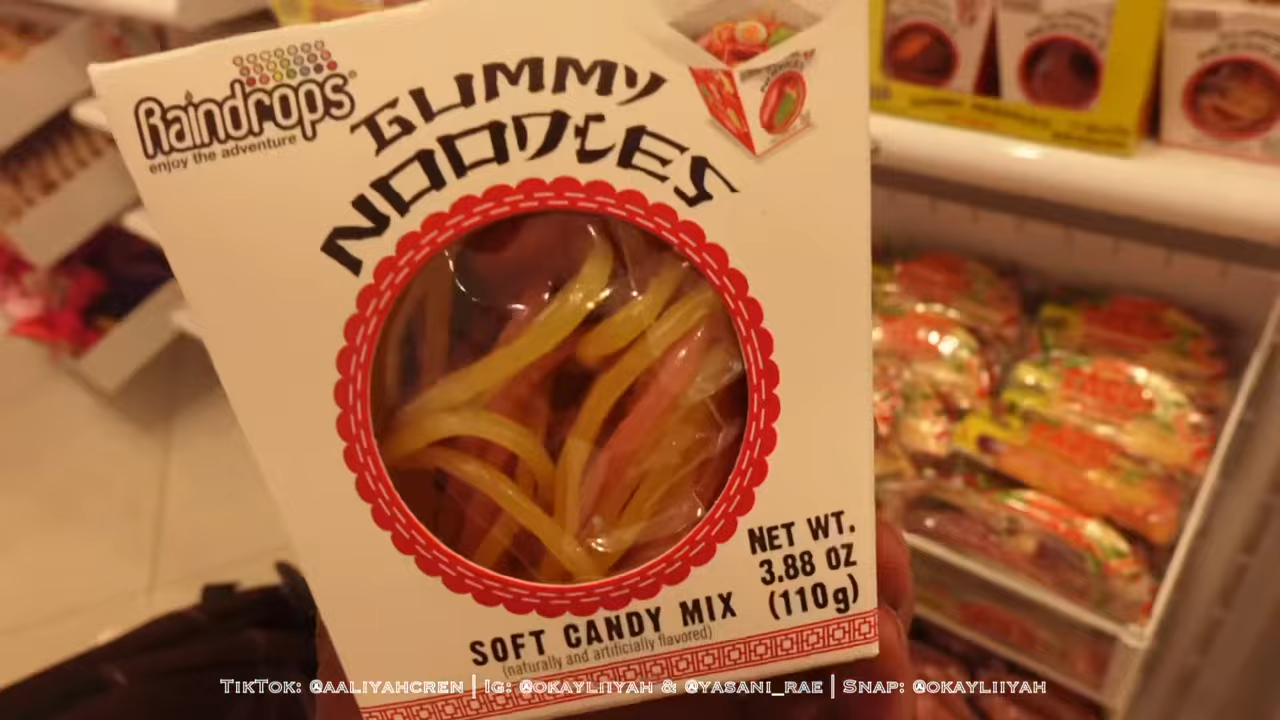 Raindrops
enjoy the adventure
GUMMY
NOODLES
NET WT.
3.88 OZ
(110g)
SOFT CANDY MIX
(naturally and artificially flavored)
TikTok: @aaliyahcren | Ig: @okayliiyah & @yasani_rae | Snap: @okayliiyah